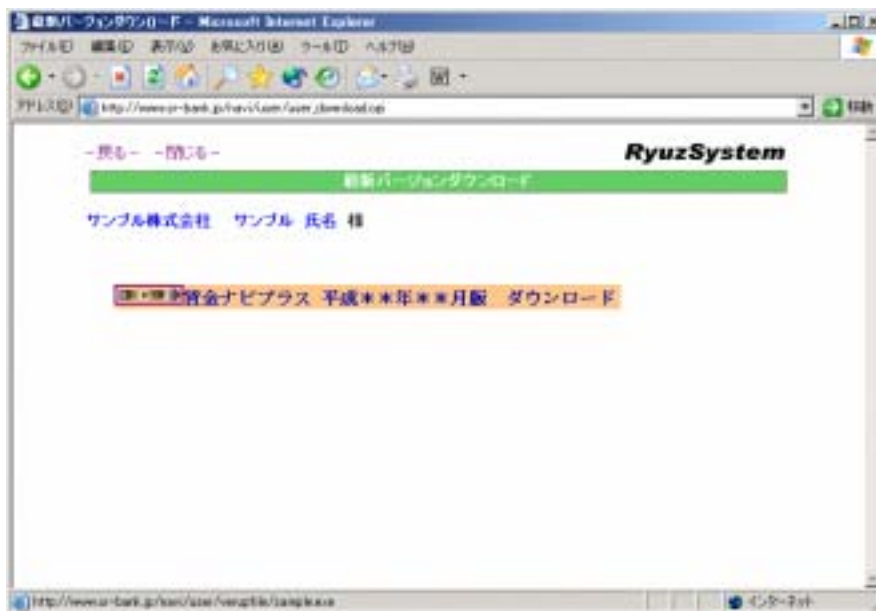 最新バージョンダウンロード - Microsoft Internet Explorer
ファイル(F) 編集(E) 表示(V) お気に入り(A) ツール(T) ヘルプ(H)
アドレス(D) 移動
-戻る- -閉じる- RyuzSystem
最新バージョンダウンロード
サンプル株式会社 サンプル 氏名 様
賃金ナビプラス 平成**年**月版 ダウンロード
インターネット